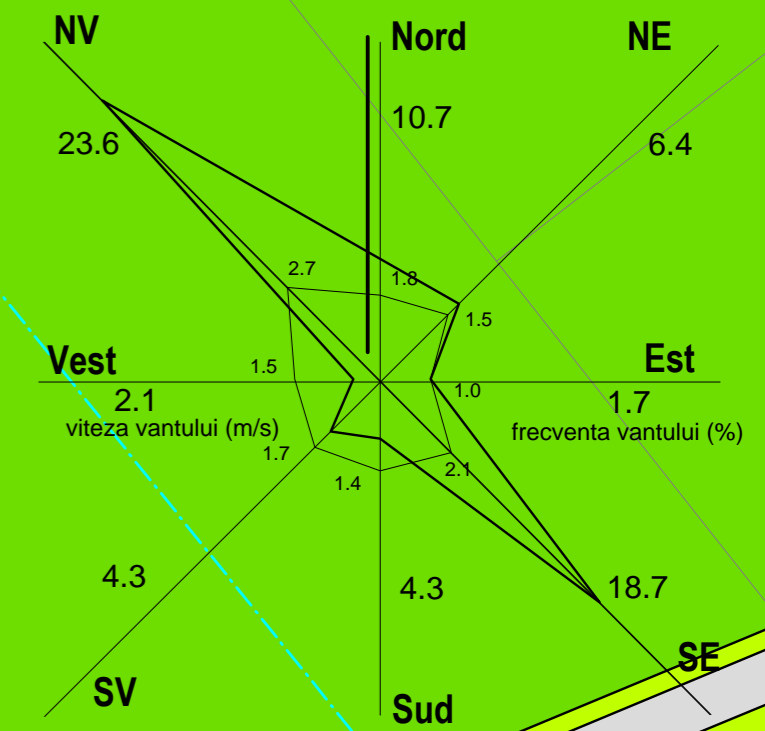 NV
Nord
NE
23.6
10.7
6.4
2.7
1.8
1.5
Vest
1.5
1.0
Est
2.1
1.7
viteza vantului (m/s)
frecventa vantului (%)
1.7
1.4
2.1
4.3
4.3
18.7
SV
Sud
SE